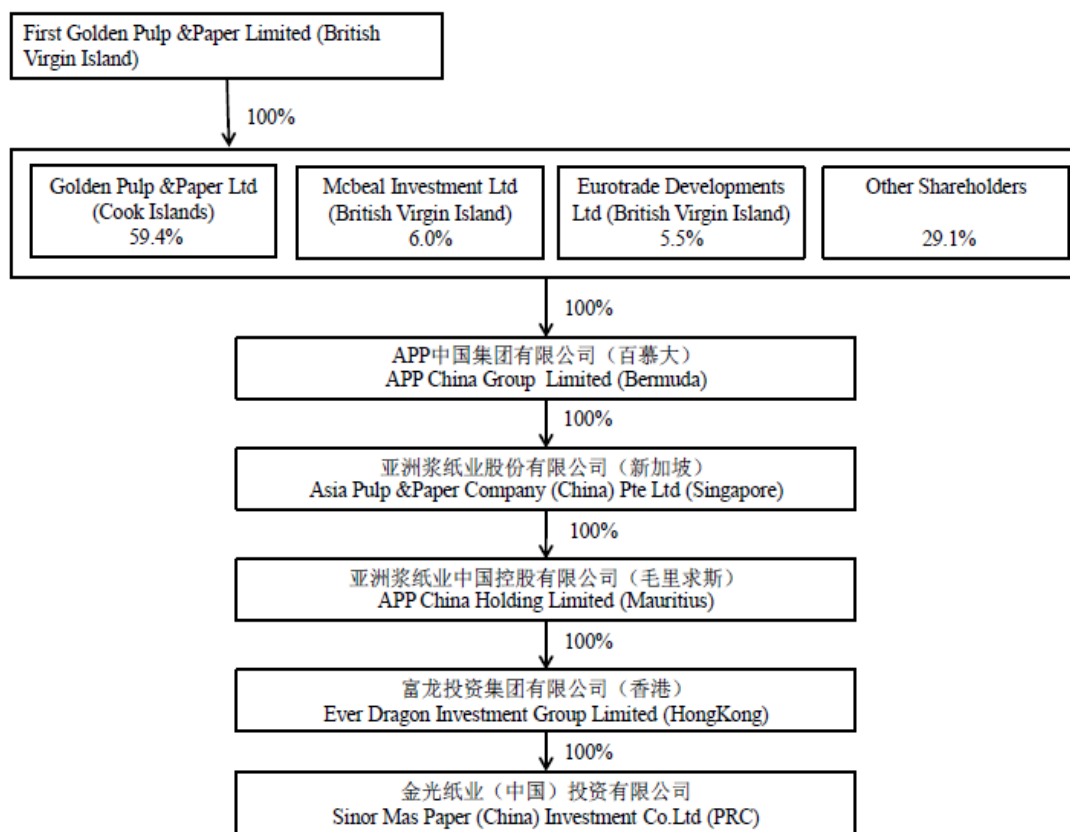 First Golden Pulp &Paper Limited (British
Virgin Island)
100%
Golden Pulp &Paper Ltd
(Cook Islands)
59.4%
Mcbeal Investment Ltd
(British Virgin Island)
6.0%
Eurotrade Developments
Ltd (British Virgin Island)
5.5%
Other Shareholders
29.1%
100%
APP中国集团有限公司（百慕大）
APP China Group Limited (Bermuda)
100%
亚洲浆纸业股份有限公司（新加坡）
Asia Pulp &Paper Company (China) Pte Ltd (Singapore)
100%
亚洲浆纸业中国控股有限公司（毛里求斯）
APP China Holding Limited (Mauritius)
100%
富龙投资集团有限公司（香港）
Ever Dragon Investment Group Limited (HongKong)
100%
金光纸业（中国）投资有限公司
Sinor Mas Paper (China) Investment Co.Ltd (PRC)